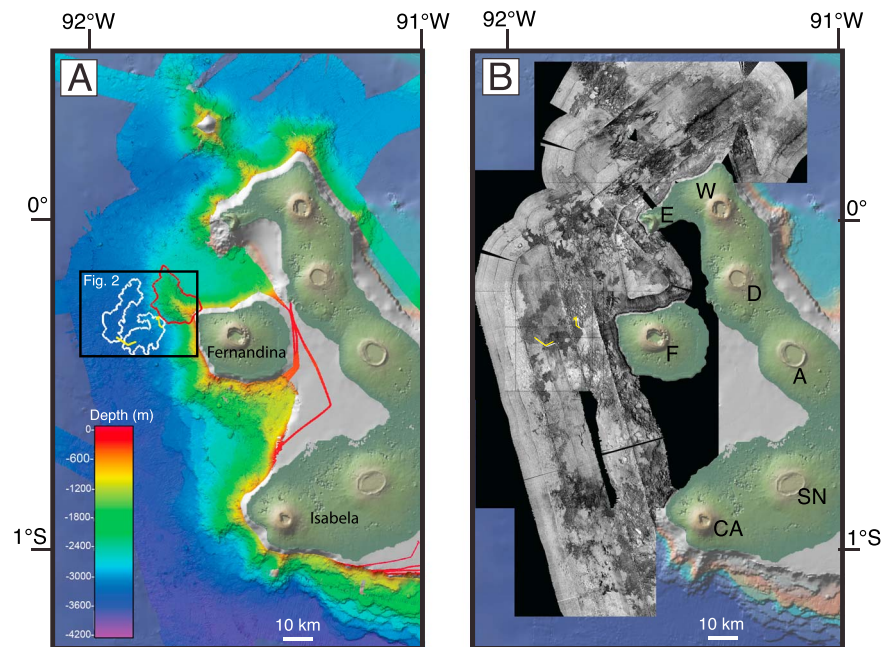 92°W
91°W
92°W
91°W
A
B
0°
0°
W
E
Fig. 2
D
Fernandina
F
A
Depth (m)
0
-600
-1200
-1800
-2400
-3000
-3600
-4200
Isabela
SN
CA
1°S
1°S
10 km
10 km